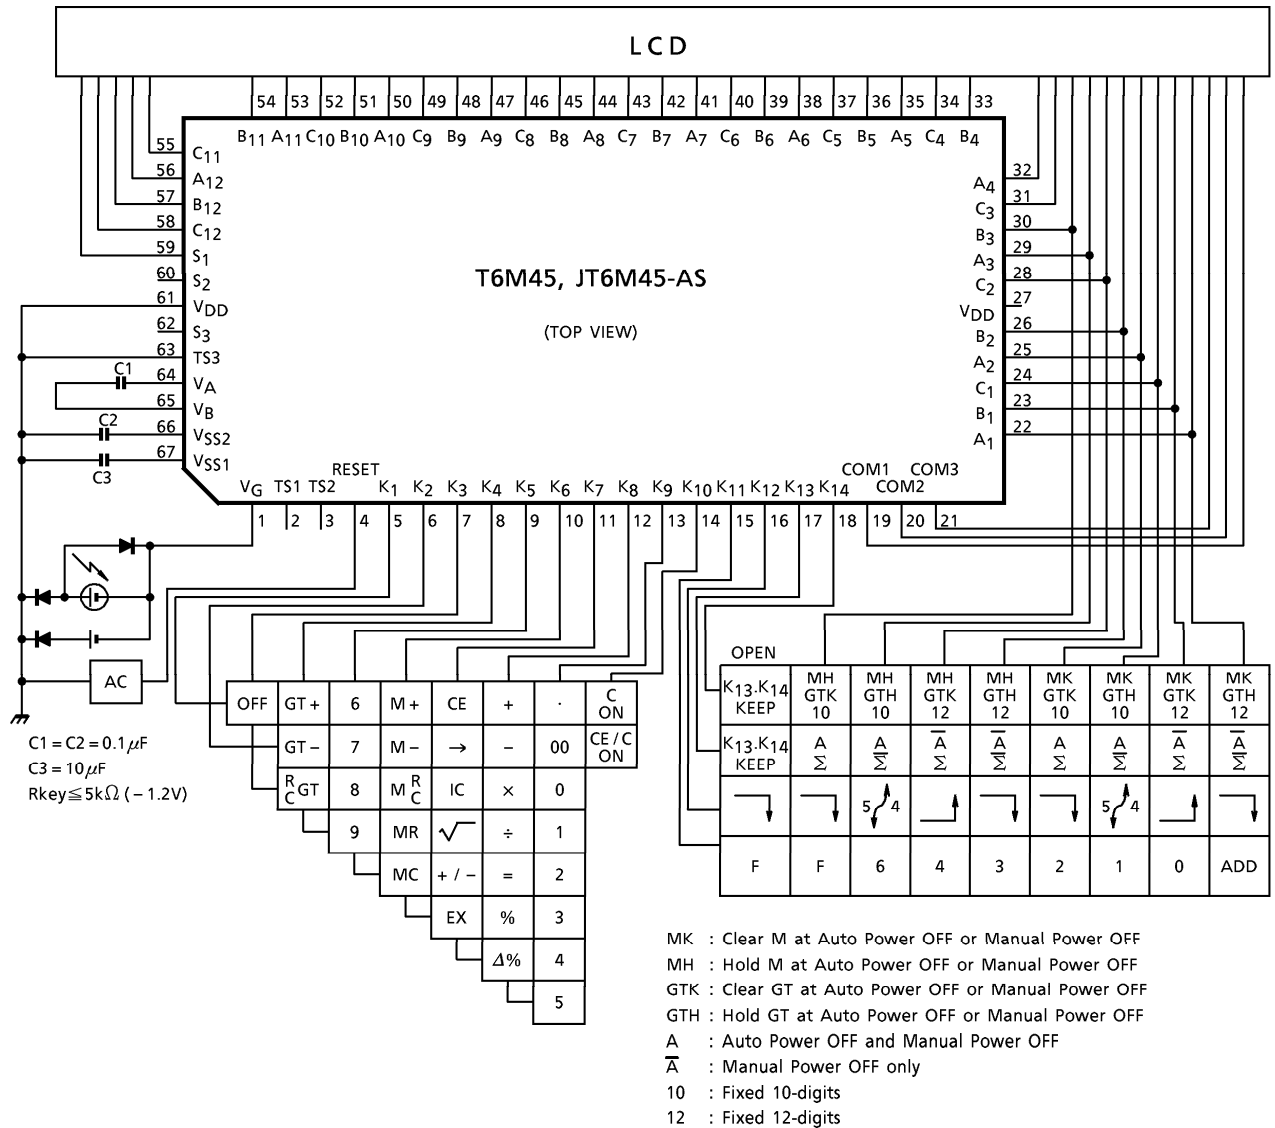 LCD
54 53 52 51 50 49 48 47 46 45 44 43 42 41 40 39 38 37 36 35 34 33
B11 A11 C10 B10 A10 C9 B9 A9 C8 B8 A8 C7 B7 A7 C6 B6 A6 C5 B5 A5 C4 B4
55 C11
56 A12
57 B12
58 C12
59 S1
60 S2
61 VDD
62 S3
63 TS3
64 VA
65 VB
66 VSS2
67 VSS1
C1
C2
C3
T6M45, JT6M45-AS
(TOP VIEW)
A4 32
C3 31
B3 30
A3 29
C2 28
VDD 27
B2 26
A2 25
C1 24
B1 23
A1 22
RESET COM1 COM3
VG TS1 TS2 K1 K2 K3 K4 K5 K6 K7 K8 K9 K10 K11 K12 K13 K14 COM2
1 2 3 4 5 6 7 8 9 10 11 12 13 14 15 16 17 18 19 20 21
AC
C1 = C2 = 0.1 μF
C3 = 10 μF
Rkey ≦ 5kΩ (− 1.2V)
OFF GT + 6 M + CE + · C ON
GT − 7 M − → − 00 CE / C ON
R C GT 8 M R C IC × 0
9 MR √ ÷ 1
MC + / − = 2
EX % 3
Δ% 4
5
OPEN
K13.K14 KEEP MH GTK 10 MH GTH 10 MH GTK 12 MH GTH 12 MK GTK 10 MK GTH 10 MK GTK 12 MK GTH 12
K13.K14 KEEP A Σ A Σ̅ A̅ Σ A̅ Σ̅ A Σ A Σ̅ A̅ Σ A̅ Σ̅
5 4 5 4
F F 6 4 3 2 1 0 ADD
MK : Clear M at Auto Power OFF or Manual Power OFF
MH : Hold M at Auto Power OFF or Manual Power OFF
GTK : Clear GT at Auto Power OFF or Manual Power OFF
GTH : Hold GT at Auto Power OFF or Manual Power OFF
A : Auto Power OFF and Manual Power OFF
A̅ : Manual Power OFF only
10 : Fixed 10-digits
12 : Fixed 12-digits